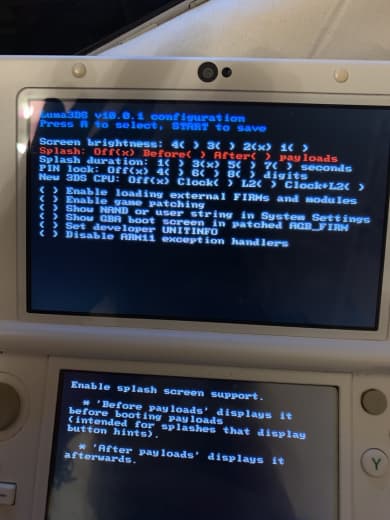 Luma3DS v10.0.1 configuration
Press A to select, START to save
Screen brightness: 4( ) 3( ) 2(x) 1( )
Splash: Off(x) Before( ) After( ) payloads
Splash duration: 1( ) 3(x) 5( ) 7( ) seconds
PIN lock: Off(x) 4( ) 6( ) 8( ) digits
New 3DS CPU: Off(x) Clock( ) L2( ) Clock+L2( )
( ) Enable loading external FIRMs and modules
( ) Enable game patching
( ) Show NAND or user string in System Settings
( ) Show GBA boot screen in patched AGB_FIRM
( ) Set developer UNITINFO
( ) Disable ARM11 exception handlers
Enable splash screen support.
* 'Before payloads' displays it
before booting payloads
(intended for splashes that display
button hints).
* 'After payloads' displays it
afterwards.
Y